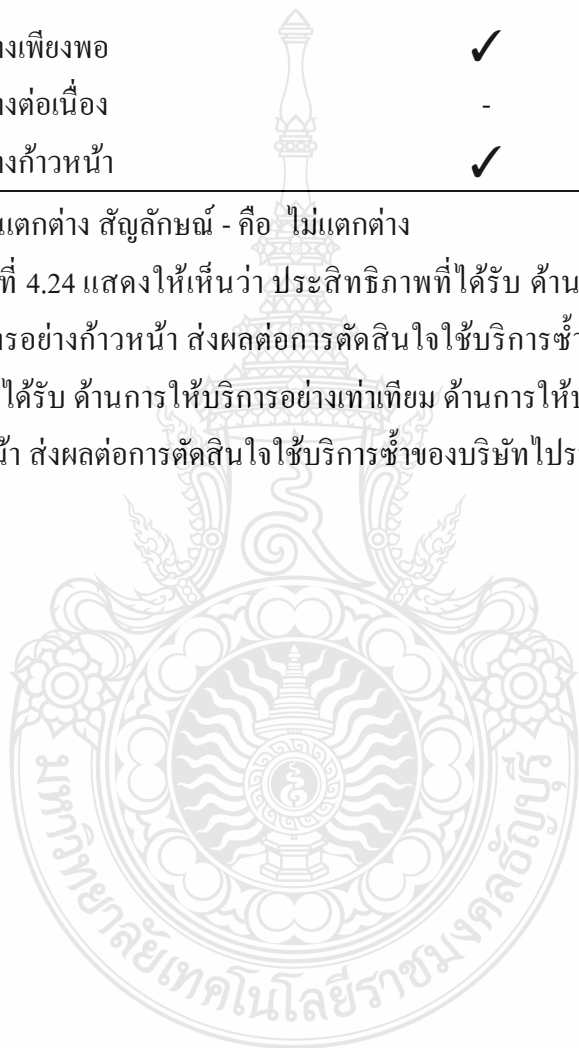 างเพียงพอ ✓
างต่อเนื่อง -
างก้าวหน้า ✓
แตกต่าง สัญลักษณ์ - คือ ไม่แตกต่าง
ที่ 4.24 แสดงให้เห็นว่า ประสิทธิภาพที่ได้รับ ด้าน
ารอย่างก้าวหน้า ส่งผลต่อการตัดสินใจใช้บริการซ้ำ
ได้รับ ด้านการให้บริการอย่างเท่าเทียม ด้านการให้บ
น้า ส่งผลต่อการตัดสินใจใช้บริการซ้ำของบริษัทไปร
มหาวิทยาลัยเทคโนโลยีราชมงคลธัญบุรี